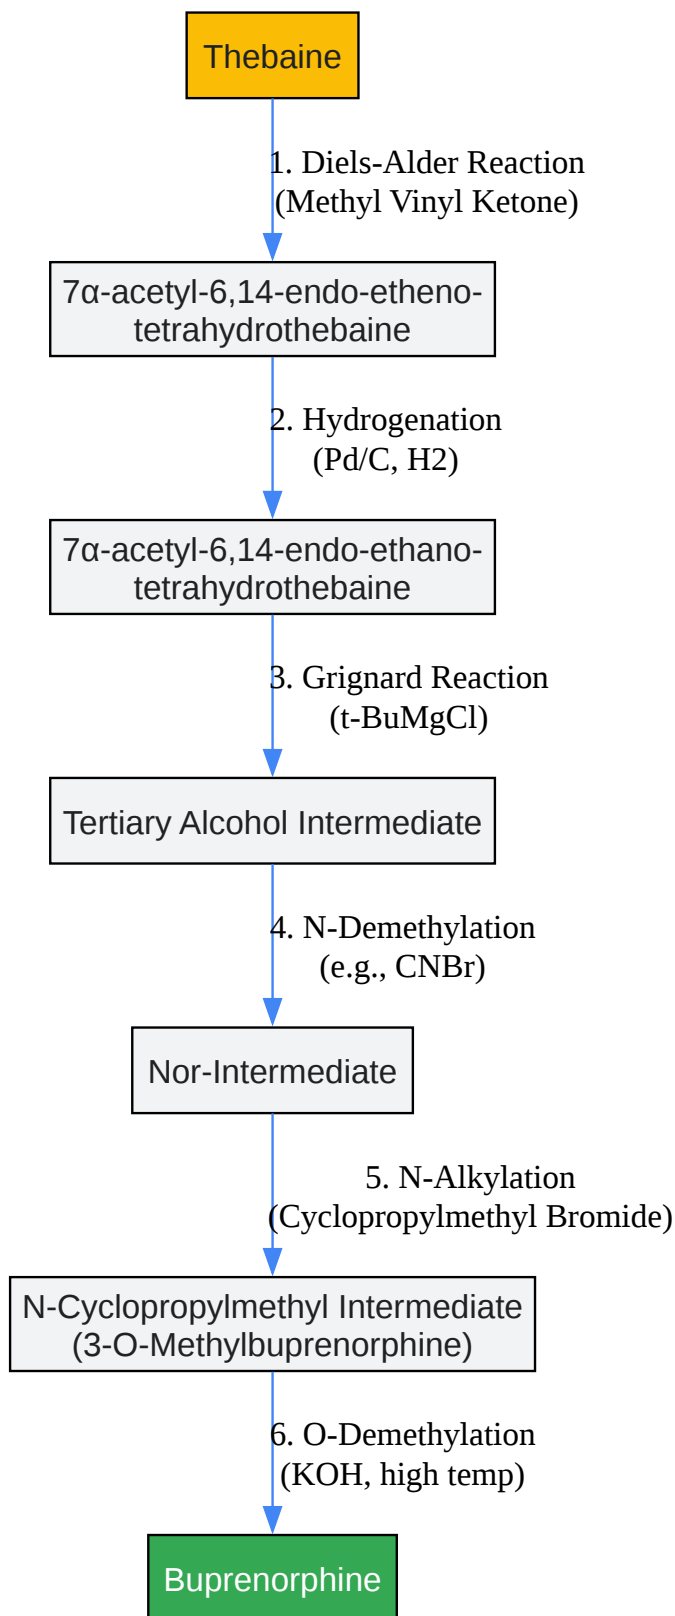 Thebaine
1. Diels-Alder Reaction
(Methyl Vinyl Ketone)
7α-acetyl-6,14-endo-etheno-
tetrahydrothebaine
2. Hydrogenation
(Pd/C, H2)
7α-acetyl-6,14-endo-ethano-
tetrahydrothebaine
3. Grignard Reaction
(t-BuMgCl)
Tertiary Alcohol Intermediate
4. N-Demethylation
(e.g., CNBr)
Nor-Intermediate
5. N-Alkylation
(Cyclopropylmethyl Bromide)
N-Cyclopropylmethyl Intermediate
(3-O-Methylbuprenorphine)
6. O-Demethylation
(KOH, high temp)
Buprenorphine